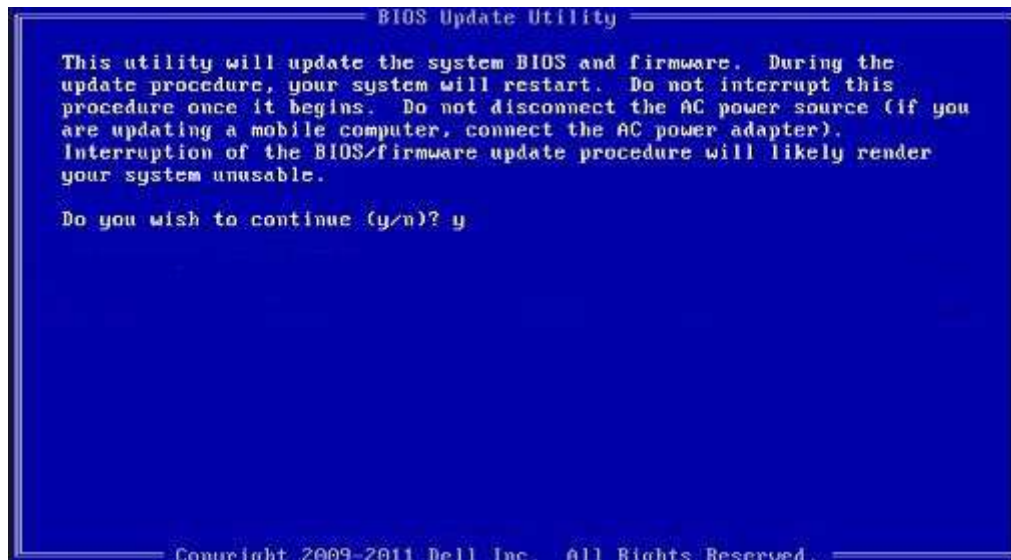 BIOS Update Utility
This utility will update the system BIOS and firmware. During the
update procedure, your system will restart. Do not interrupt this
procedure once it begins. Do not disconnect the AC power source (if you
are updating a mobile computer, connect the AC power adapter).
Interruption of the BIOS/firmware update procedure will likely render
your system unusable.
Do you wish to continue (y/n)? y
Copyright 2009-2011 Dell Inc. All Rights Reserved.